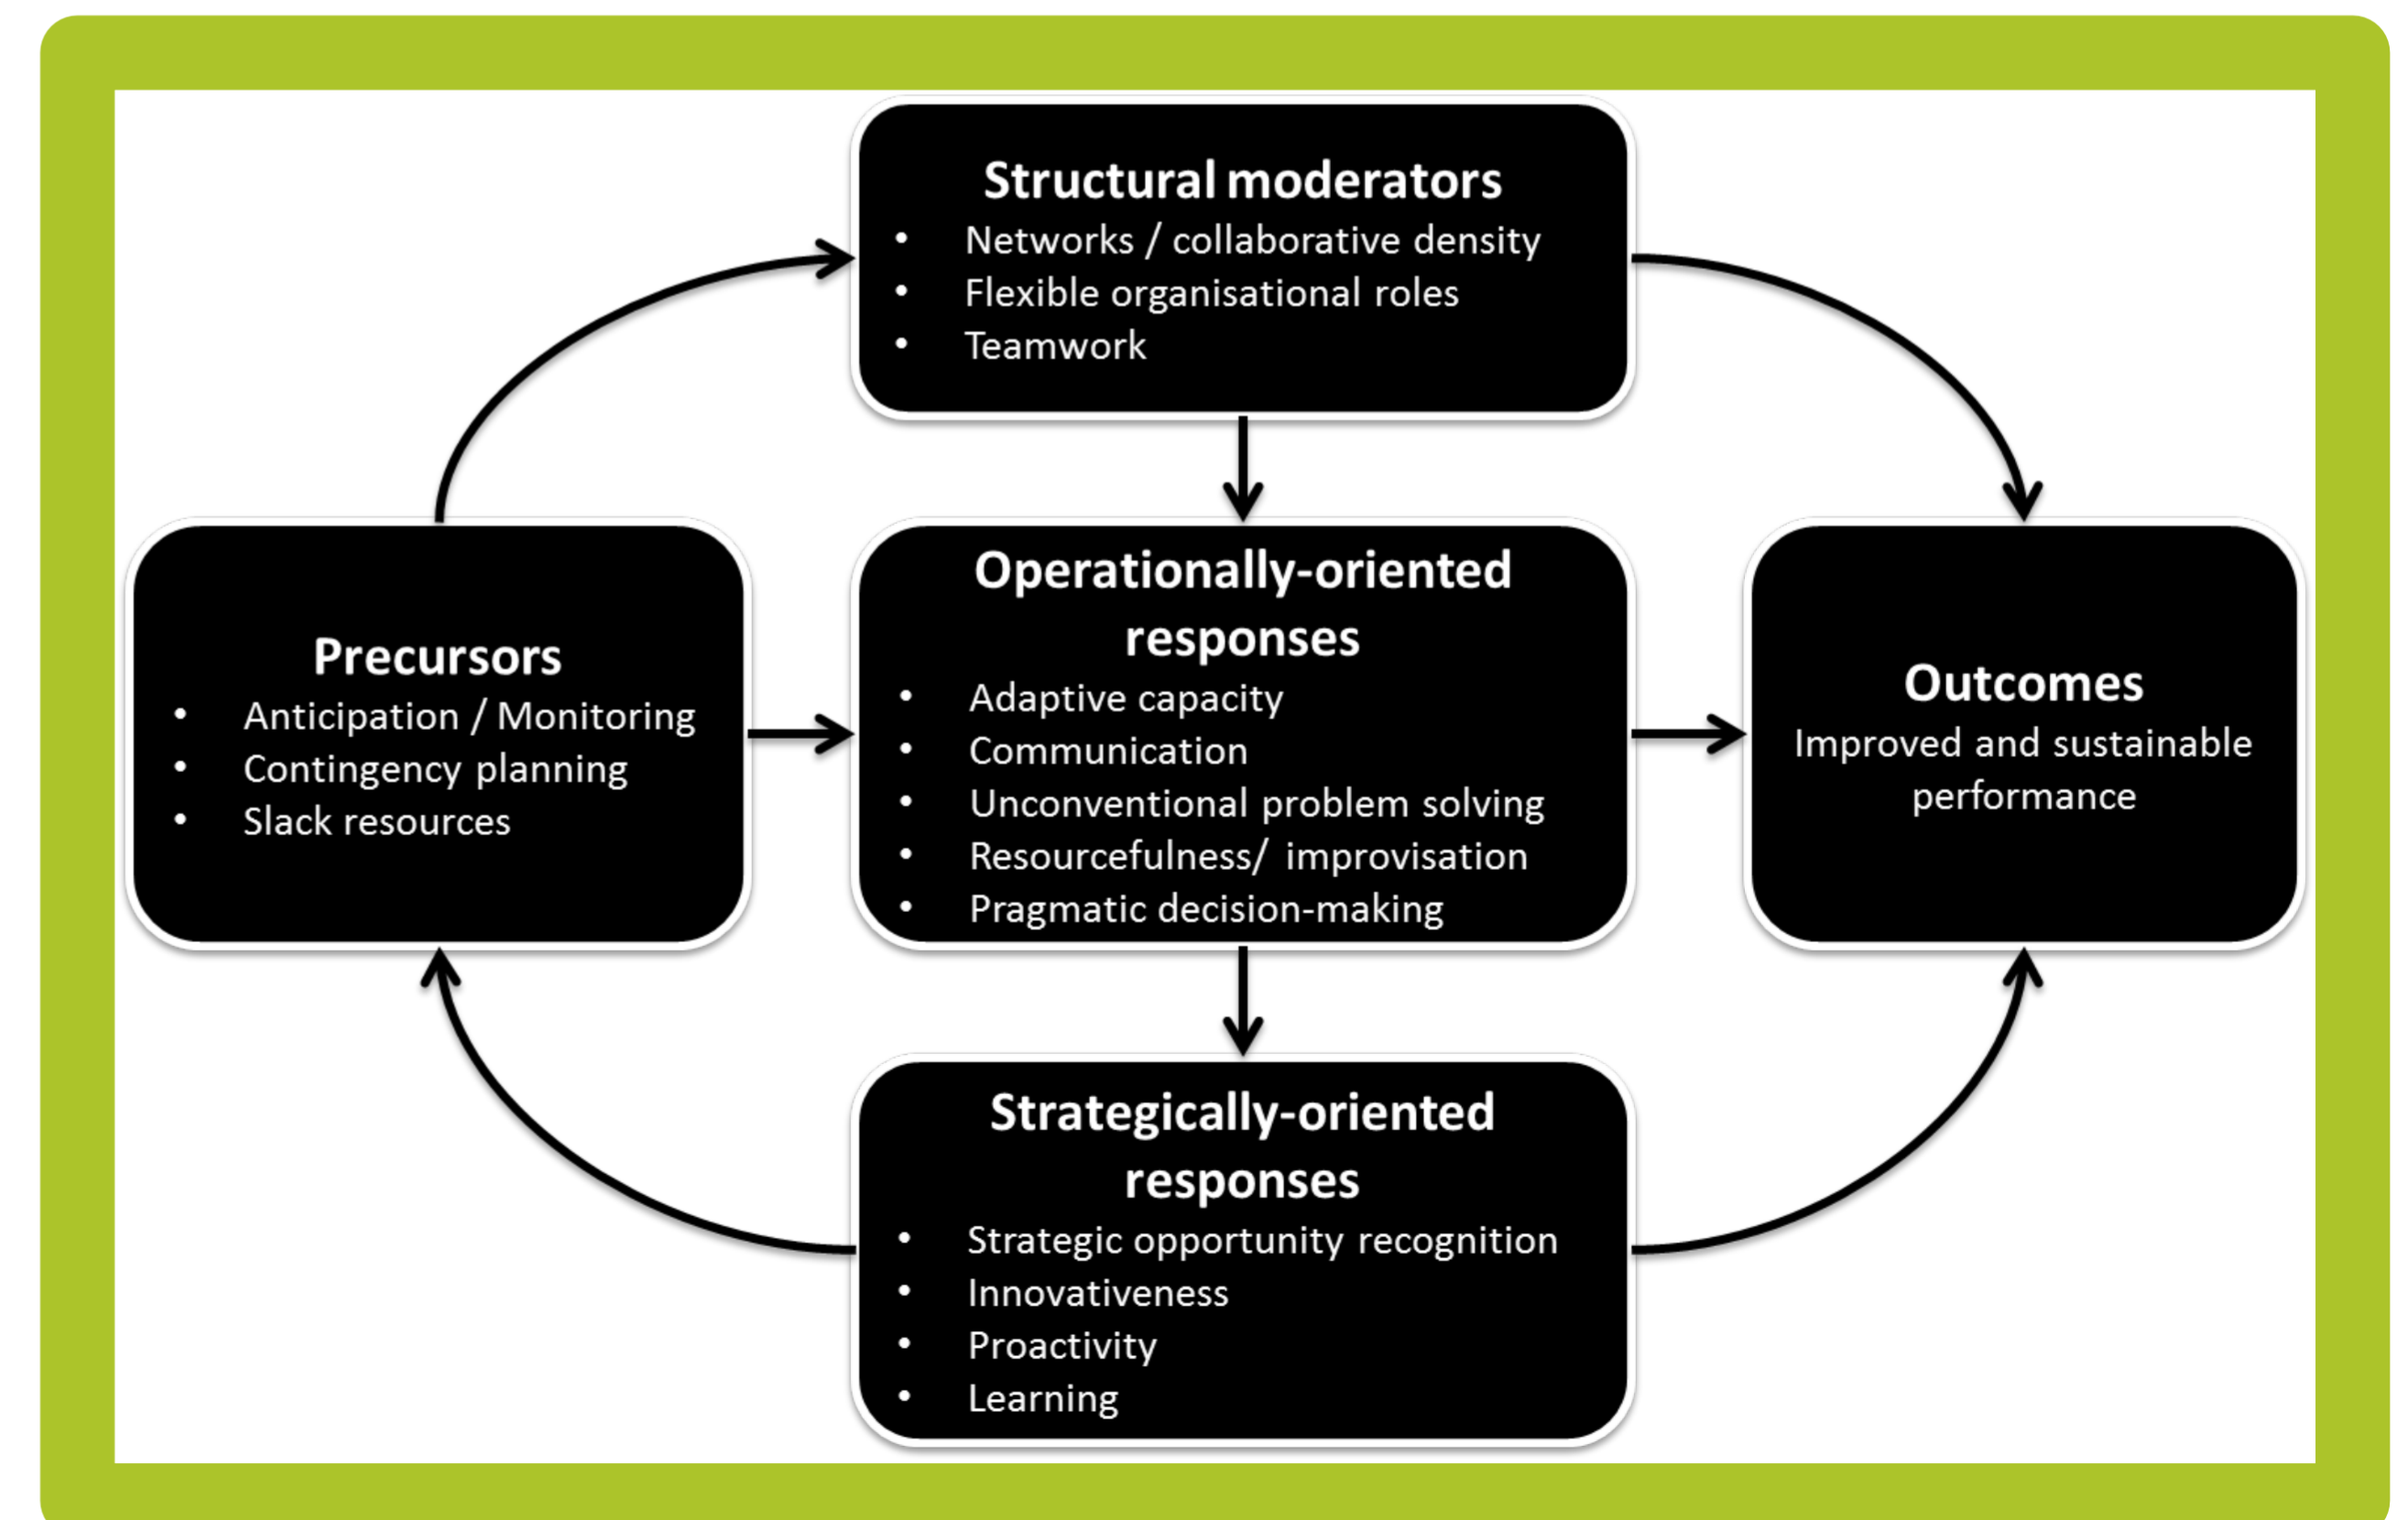 Structural moderators
• Networks / collaborative density
• Flexible organisational roles
• Teamwork
Precursors
• Anticipation / Monitoring
• Contingency planning
• Slack resources
Operationally-oriented
responses
• Adaptive capacity
• Communication
• Unconventional problem solving
• Resourcefulness/ improvisation
• Pragmatic decision-making
Outcomes
Improved and sustainable
performance
Strategically-oriented
responses
• Strategic opportunity recognition
• Innovativeness
• Proactivity
• Learning